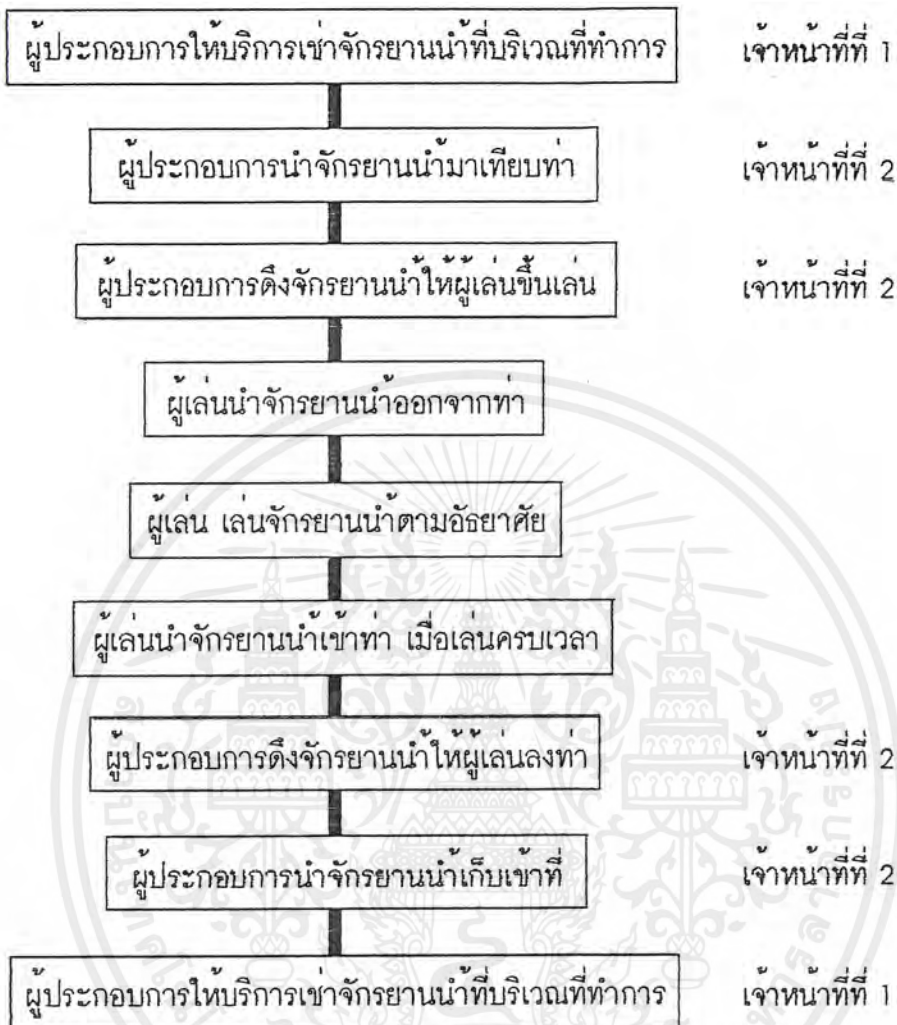 ผู้ประกอบการให้บริการเช่าจักรยานน้ำที่บริเวณที่ทำการ เจ้าหน้าที่ที่ 1
ผู้ประกอบการนำจักรยานน้ำมาเทียบท่า เจ้าหน้าที่ที่ 2
ผู้ประกอบการดึงจักรยานน้ำให้ผู้เล่นขึ้นเล่น เจ้าหน้าที่ที่ 2
ผู้เล่นนำจักรยานน้ำออกจากท่า
ผู้เล่น เล่นจักรยานน้ำตามอัธยาศัย
ผู้เล่นนำจักรยานน้ำเข้าท่า เมื่อเล่นครบเวลา
ผู้ประกอบการดึงจักรยานน้ำให้ผู้เล่นลงท่า เจ้าหน้าที่ที่ 2
ผู้ประกอบการนำจักรยานน้ำเก็บเข้าที่ เจ้าหน้าที่ที่ 2
ผู้ประกอบการให้บริการเช่าจักรยานน้ำที่บริเวณที่ทำการ เจ้าหน้าที่ที่ 1